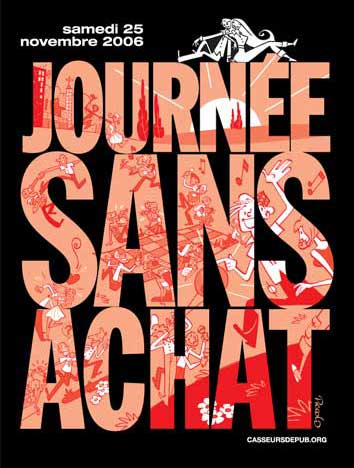 samedi 25
novembre 2006
JOURNÉE
SANS
ACHAT
CASSEURSDEPUB.ORG